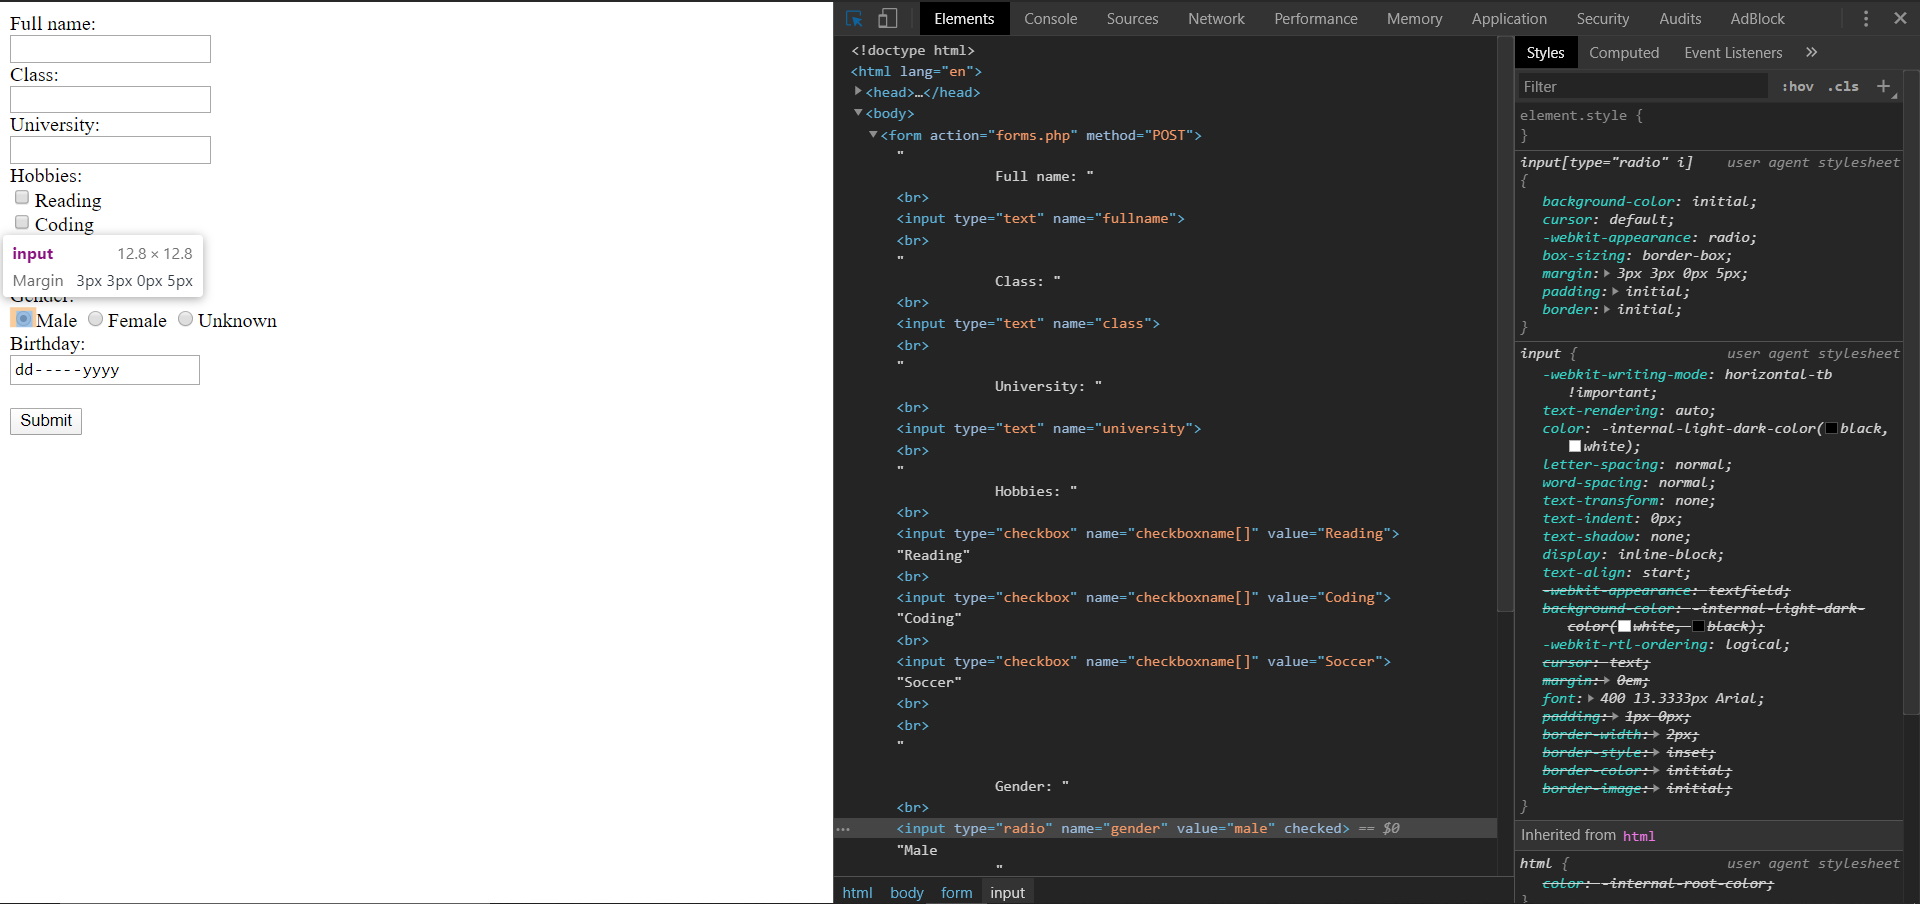 Full name:
Class:
University:
Hobbies:
Reading
Coding
input 12.8 × 12.8
Margin 3px 3px 0px 5px
Gender:
Male Female Unknown
Birthday:
dd-----yyyy
Submit
Elements Console Sources Network Performance Memory Application Security Audits AdBlock
<!doctype html>
<html lang="en">
<head>…</head>
<body>
<form action="forms.php" method="POST">
"
Full name: "
<br>
<input type="text" name="fullname">
<br>
"
Class: "
<br>
<input type="text" name="class">
<br>
"
University: "
<br>
<input type="text" name="university">
<br>
"
Hobbies: "
<br>
<input type="checkbox" name="checkboxname[]" value="Reading">
"Reading"
<br>
<input type="checkbox" name="checkboxname[]" value="Coding">
"Coding"
<br>
<input type="checkbox" name="checkboxname[]" value="Soccer">
"Soccer"
<br>
<br>
"
Gender: "
<br>
... <input type="radio" name="gender" value="male" checked> == $0
"Male
"
html body form input
Styles Computed Event Listeners »
Filter :hov .cls +
element.style {
}
input[type="radio" i] user agent stylesheet
{
background-color: initial;
cursor: default;
-webkit-appearance: radio;
box-sizing: border-box;
margin: 3px 3px 0px 5px;
padding: initial;
border: initial;
}
input { user agent stylesheet
-webkit-writing-mode: horizontal-tb
!important;
text-rendering: auto;
color: -internal-light-dark-color(black,
white);
letter-spacing: normal;
word-spacing: normal;
text-transform: none;
text-indent: 0px;
text-shadow: none;
display: inline-block;
text-align: start;
-webkit-appearance: textfield;
background-color: -internal-light-dark-
color(white, black);
-webkit-rtl-ordering: logical;
cursor: text;
margin: 0em;
font: 400 13.3333px Arial;
padding: 1px 0px;
border-width: 2px;
border-style: inset;
border-color: initial;
border-image: initial;
}
Inherited from html
html { user agent stylesheet
color: -internal-root-color;
}